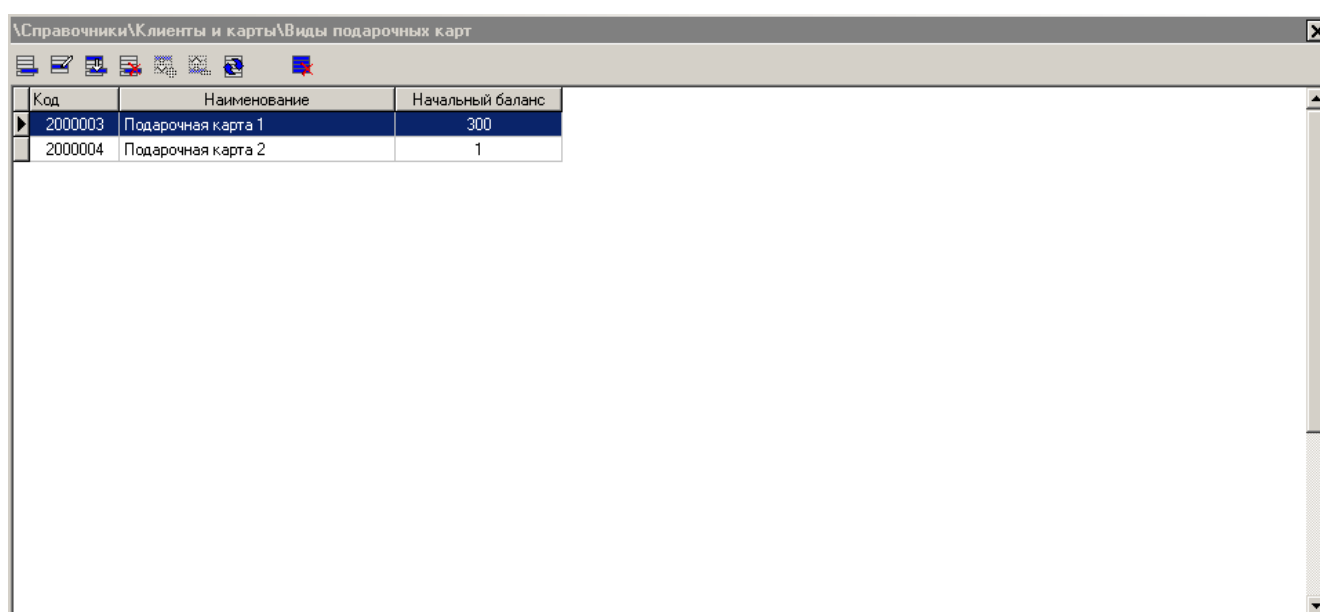 \Справочники\Клиенты и карты\Виды подарочных карт
Код Наименование Начальный баланс
2000003 Подарочная карта 1 300
2000004 Подарочная карта 2 1